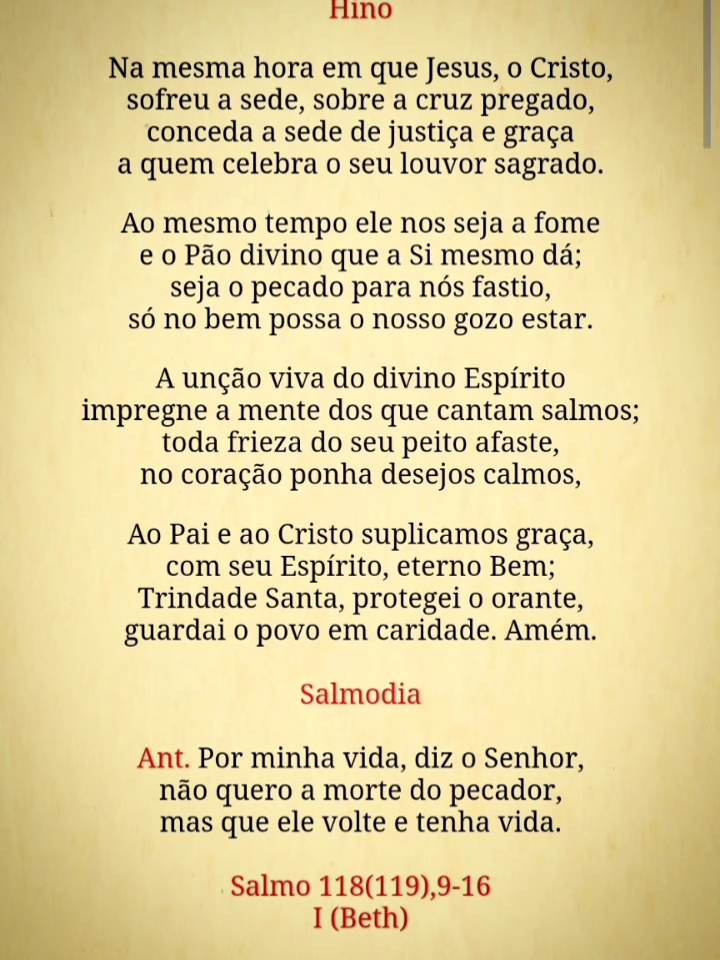 Hino
Na mesma hora em que Jesus, o Cristo,
sofreu a sede, sobre a cruz pregado,
conceda a sede de justiça e graça
a quem celebra o seu louvor sagrado.
Ao mesmo tempo ele nos seja a fome
e o Pão divino que a Si mesmo dá;
seja o pecado para nós fastio,
só no bem possa o nosso gozo estar.
A unção viva do divino Espírito
impregne a mente dos que cantam salmos;
toda frieza do seu peito afaste,
no coração ponha desejos calmos,
Ao Pai e ao Cristo suplicamos graça,
com seu Espírito, eterno Bem;
Trindade Santa, protegei o orante,
guardai o povo em caridade. Amém.
Salmodia
Ant. Por minha vida, diz o Senhor,
não quero a morte do pecador,
mas que ele volte e tenha vida.
Salmo 118(119),9-16
I (Beth)